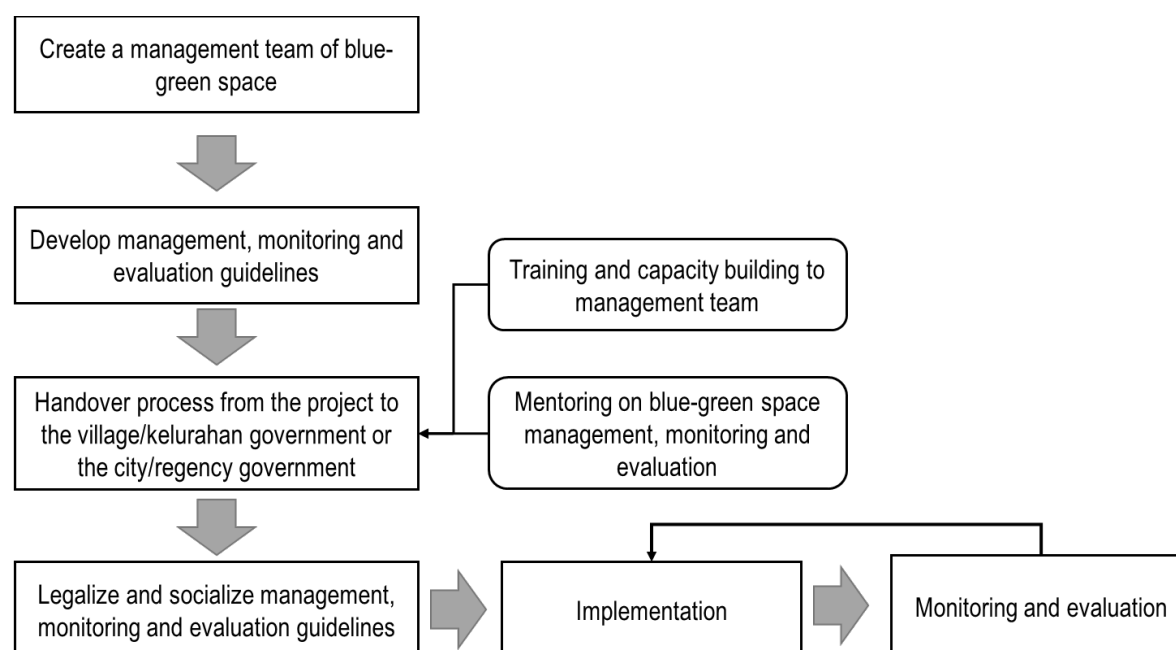 Create a management team of blue-
green space
Develop management, monitoring and
evaluation guidelines
Training and capacity building to
management team
Handover process from the project to
the village/kelurahan government or
the city/regency government
Mentoring on blue-green space
management, monitoring and
evaluation
Legalize and socialize management,
monitoring and evaluation guidelines
Implementation
Monitoring and evaluation